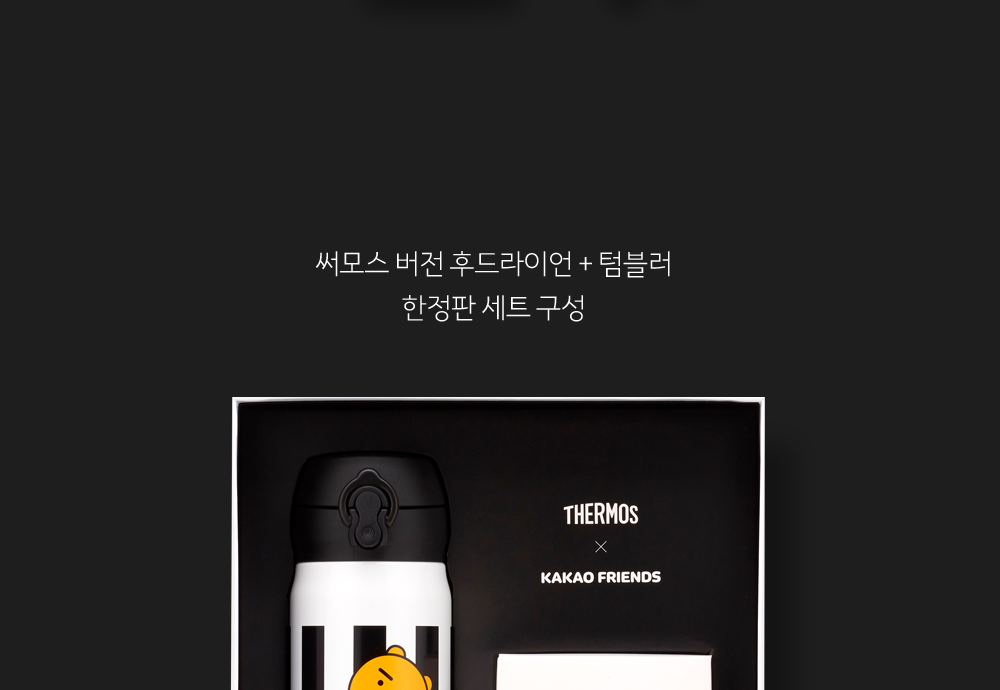 써모스 버전 후드라이언 + 텀블러
한정판 세트 구성
THERMOS
×
KAKAO FRIENDS